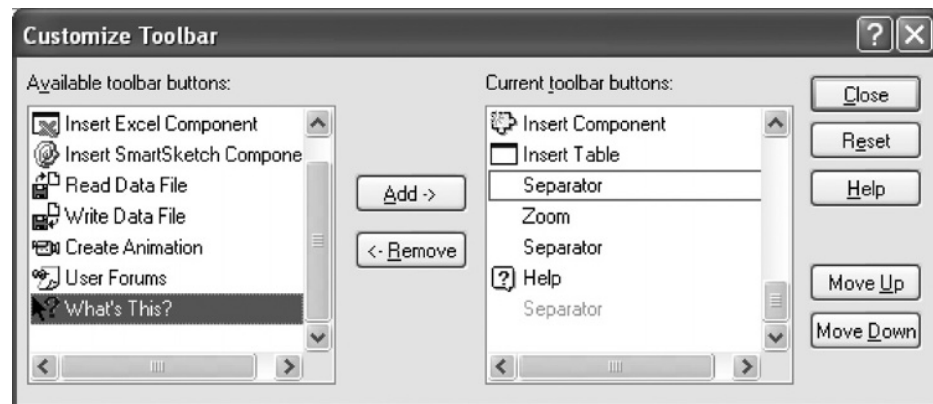 Customize Toolbar
Available toolbar buttons:
Insert Excel Component
Insert SmartSketch Compone
Read Data File
Write Data File
Create Animation
User Forums
What's This?
Add ->
<- Remove
Current toolbar buttons:
Insert Component
Insert Table
Separator
Zoom
Separator
Help
Separator
Close
Reset
Help
Move Up
Move Down